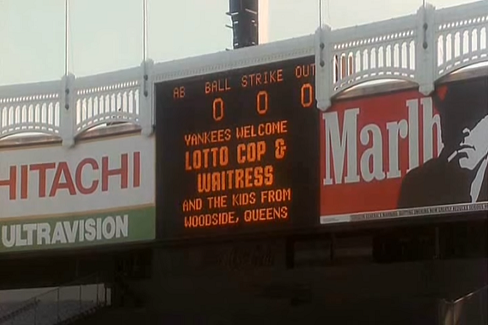 AB BALL STRIKE OUT
0 0 0
YANKEES WELCOME
LOTTO COP &
WAITRESS
AND THE KIDS FROM
WOODSIDE, QUEENS
HITACHI
ULTRAVISION
Marlb